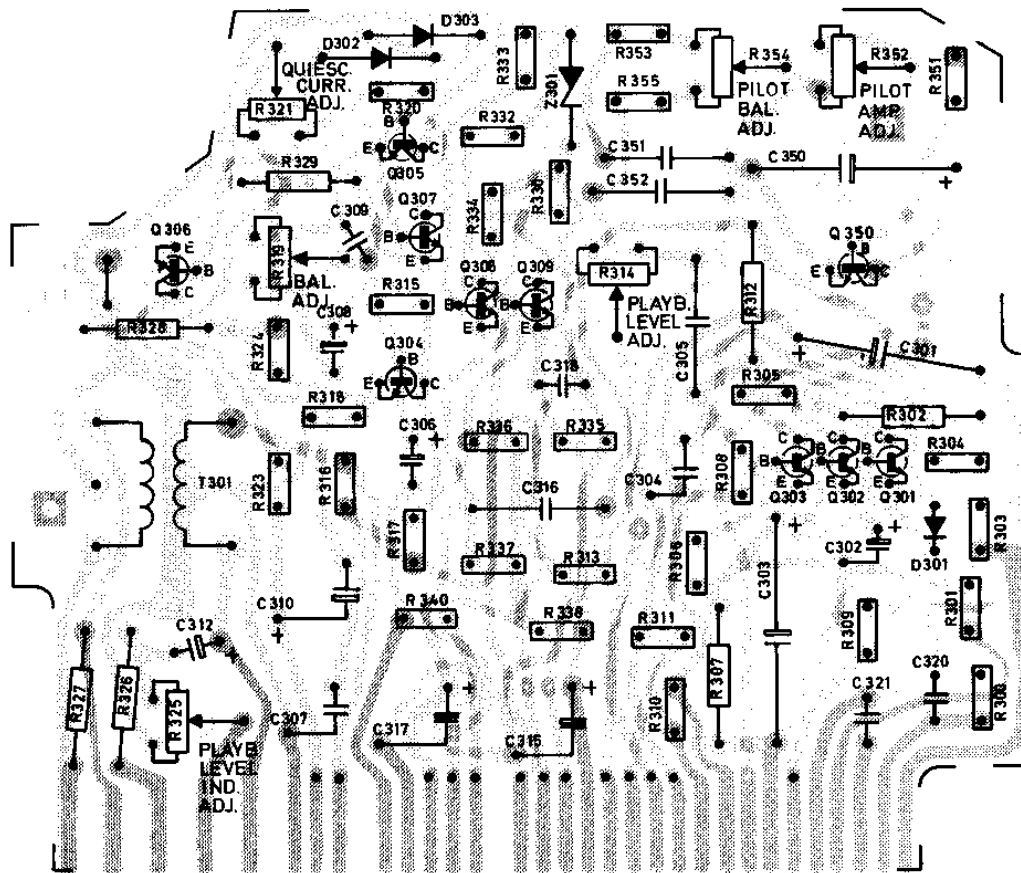 D303
D302
R333
R353
R354
R352
R351
QUIESC.
CURR.
ADJ.
Z301
R355
PILOT
BAL.
ADJ.
PILOT
AMP.
ADJ.
R321
R320
B
R332
E C
Q305
C351
C350
R329
R330
C352
+
Q307
C309
R334
C
B
E
Q306
E
B
C
R319
BAL.
ADJ.
Q350
B
E C
R315
Q308
C
B
E
Q309
C
B
E
R314
R312
PLAYB.
LEVEL
ADJ.
C308
+
R328
R324
C305
+
C301
Q304
B
E C
C318
R318
R305
R302
C306
+
R336
R335
C
B
E
C
B
E
C
B
E
R304
R308
C304
T301
R323
R316
C316
Q303
Q302
Q301
R303
R317
+
+
C302
D301
R337
R313
R306
C303
C310
+
R340
R338
R311
R309
R301
C312
+
R307
C320
R327
R326
R325
C321
R300
+
+
R310
C307
C317
C315
PLAYB.
LEVEL
IND.
ADJ.